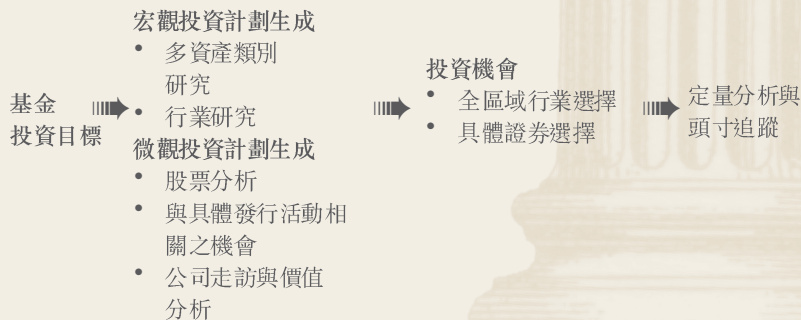 基金
投資目標
宏觀投資計劃生成
• 多資產類別
研究
• 行業研究
微觀投資計劃生成
• 股票分析
• 與具體發行活動相
關之機會
• 公司走訪與價值
分析
投資機會
• 全區域行業選擇
• 具體證券選擇
定量分析與
頭寸追蹤